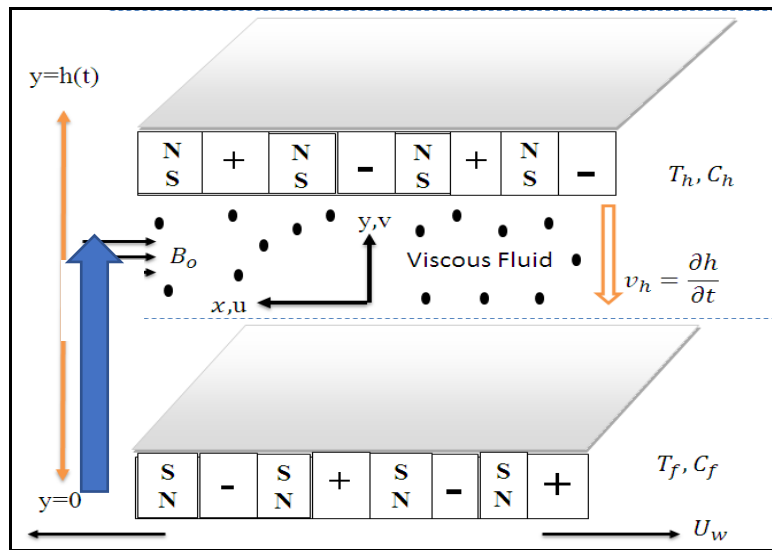 y=h(t)
N + N - N + N -
S S S S
T_h, C_h
y,v
B_o
Viscous Fluid
v_h = ∂h/∂t
x,u
S - S + S - S +
N N N N
T_f, C_f
y=0
U_w